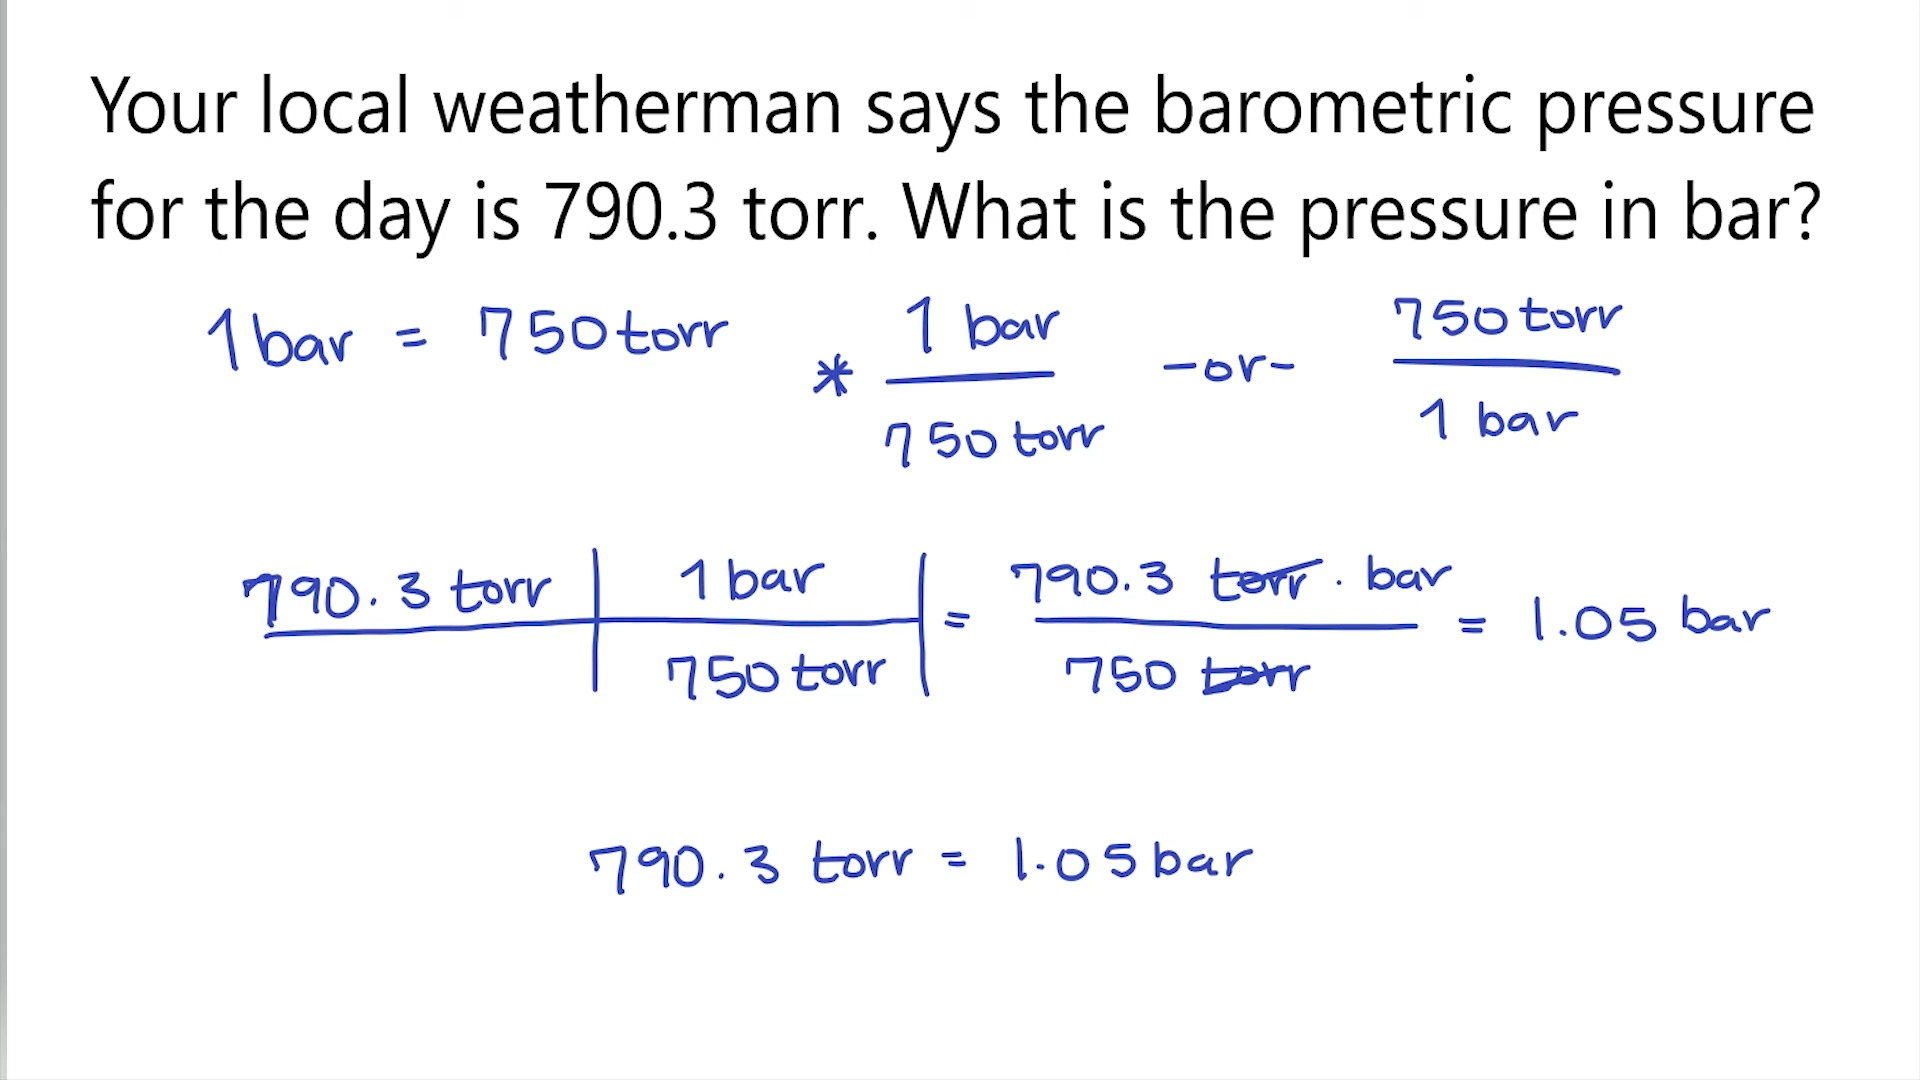 Your local weatherman says the barometric pressure
for the day is 790.3 torr. What is the pressure in bar?
1 bar = 750 torr
* 1 bar / 750 torr -or- 750 torr / 1 bar
790.3 torr | 1 bar / 750 torr | = 790.3 torr · bar / 750 torr = 1.05 bar
790.3 torr = 1.05 bar